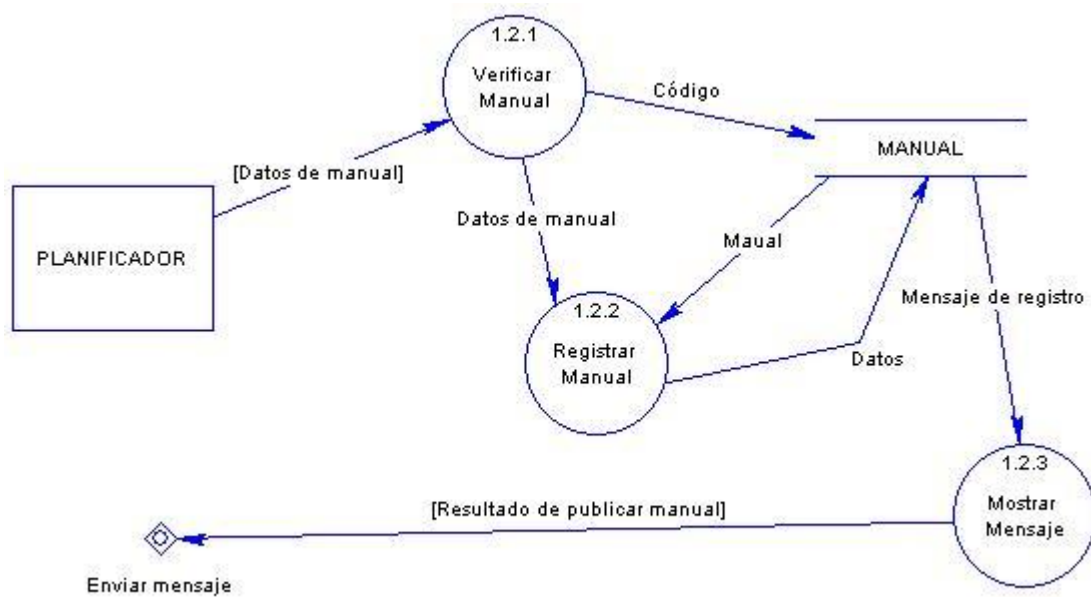 1.2.1
Verificar
Manual
Código
MANUAL
[Datos de manual]
PLANIFICADOR
Datos de manual
Maual
Mensaje de registro
1.2.2
Registrar
Manual
Datos
1.2.3
Mostrar
Mensaje
[Resultado de publicar manual]
Enviar mensaje